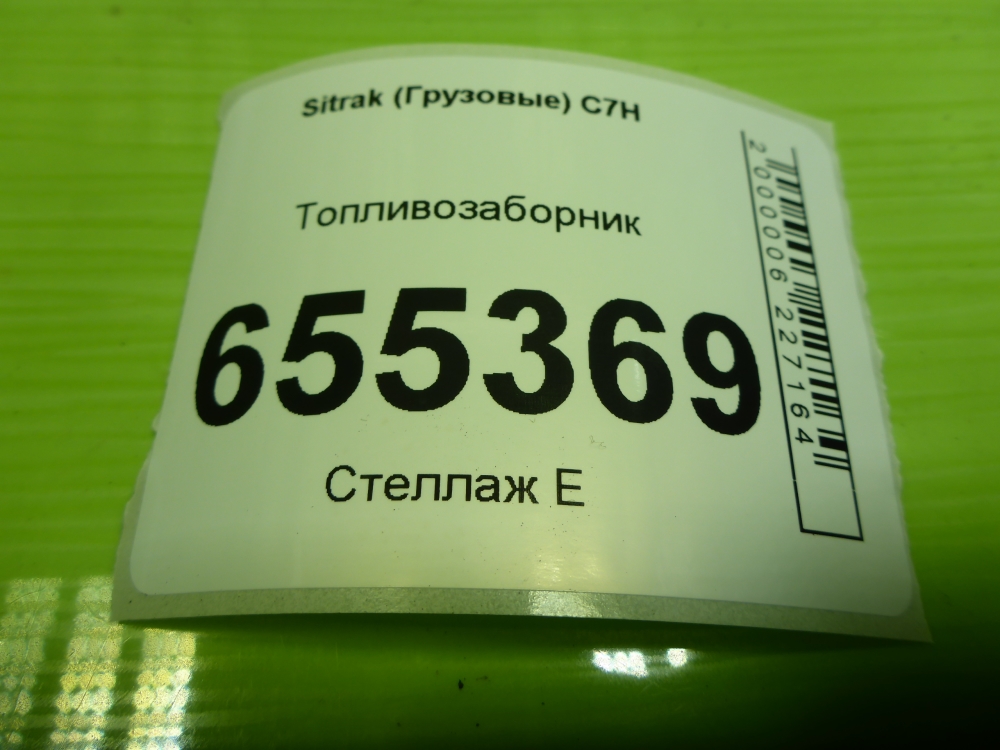 Sitrak (Грузовые) C7H
Топливозаборник
655369
Стеллаж Е
2000006227164